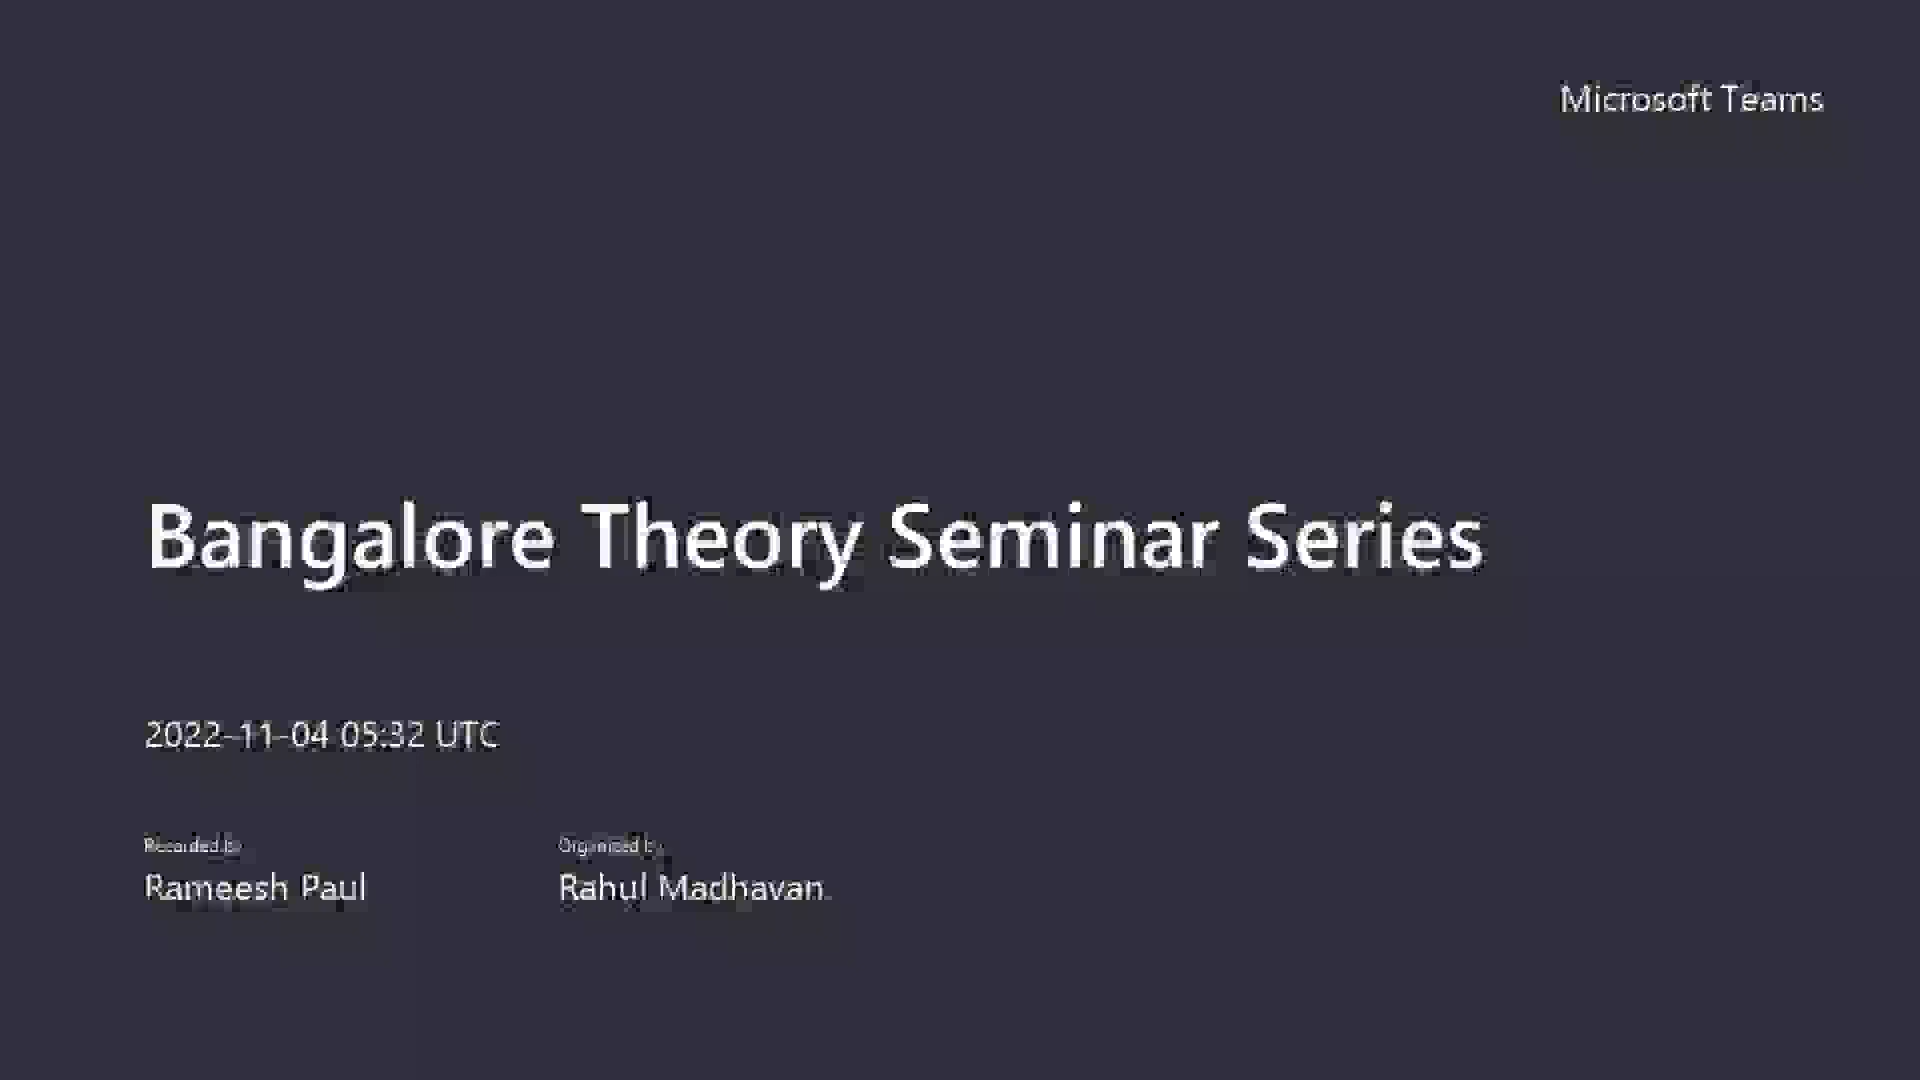 Microsoft Teams
Bangalore Theory Seminar Series
2022-11-04 05:32 UTC
Recorded by
Organized by
Rameesh Paul
Rahul Madhavan